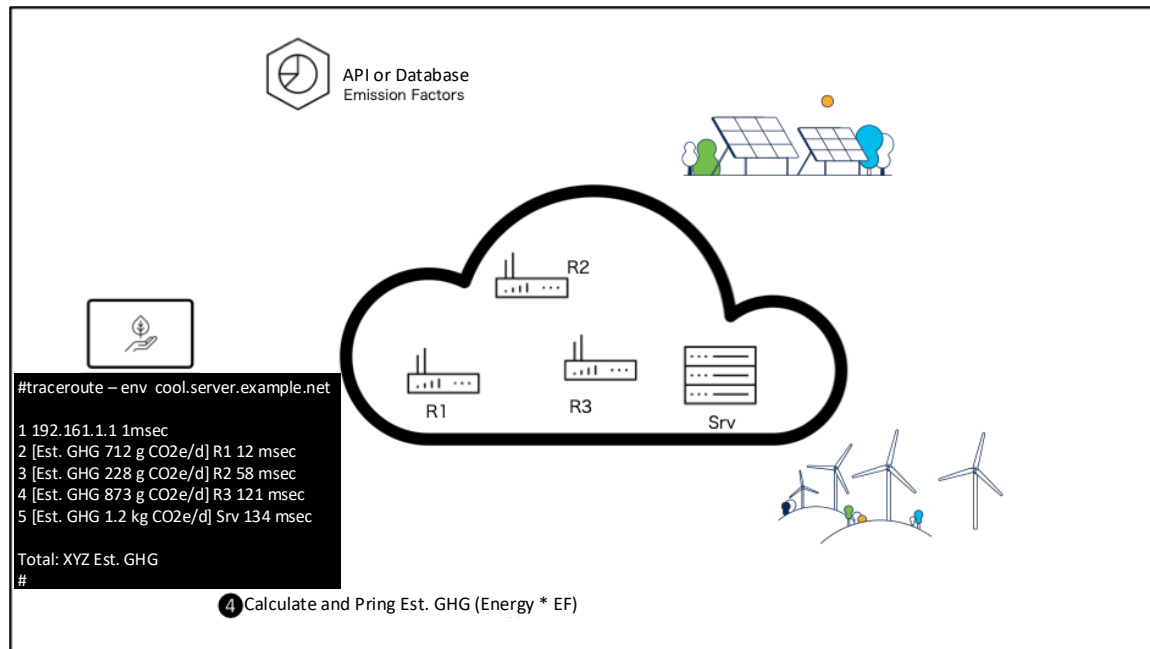 API or Database
Emission Factors
R2
R1
R3
Srv
#traceroute – env cool.server.example.net
1 192.161.1.1 1msec
2 [Est. GHG 712 g CO2e/d] R1 12 msec
3 [Est. GHG 228 g CO2e/d] R2 58 msec
4 [Est. GHG 873 g CO2e/d] R3 121 msec
5 [Est. GHG 1.2 kg CO2e/d] Srv 134 msec
Total: XYZ Est. GHG
#
4 Calculate and Pring Est. GHG (Energy * EF)